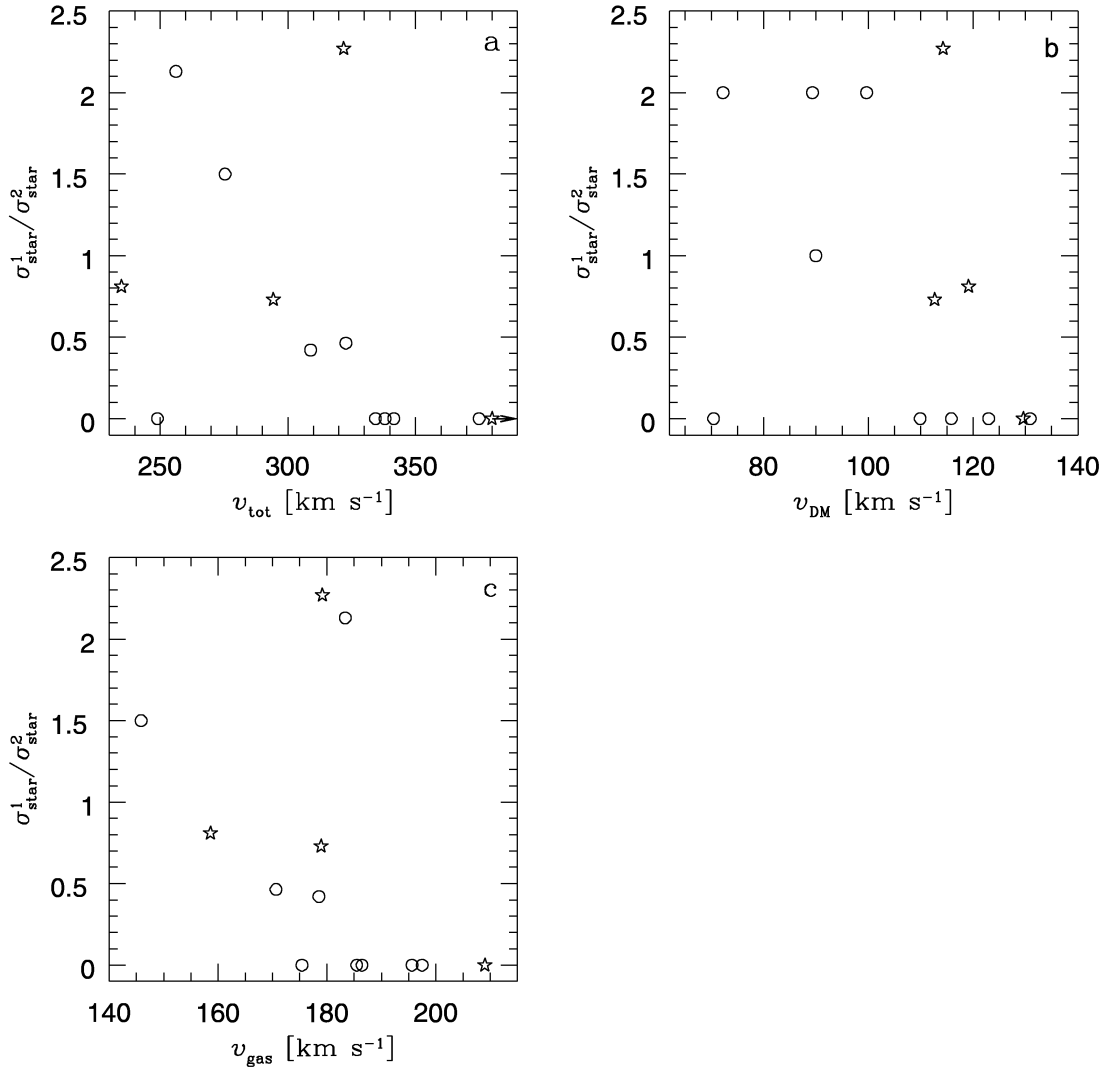 a
2.5
2
1.5
1
0.5
0
σ¹star/σ²star
250 300 350
v_tot [km s⁻¹]
b
2.5
2
1.5
1
0.5
0
σ¹star/σ²star
80 100 120 140
v_DM [km s⁻¹]
c
2.5
2
1.5
1
0.5
0
σ¹star/σ²star
140 160 180 200
v_gas [km s⁻¹]